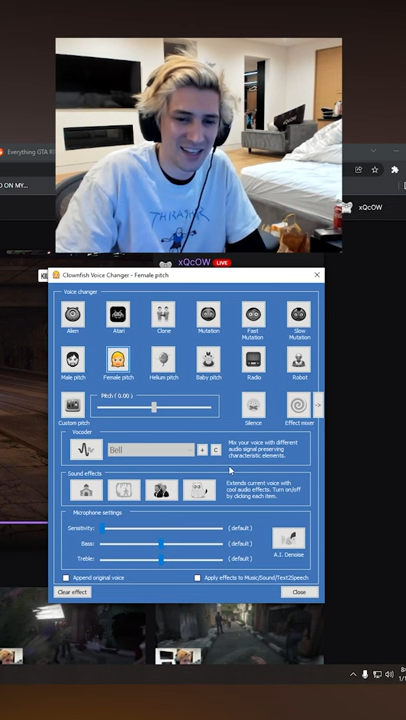 THRASHER
Everything GTA RP
D ON MY...
xQcOW
xQcOW LIVE
Clownfish Voice Changer - Female pitch
Voice changer
Alien
Atari
Clone
Mutation
Fast Mutation
Slow Mutation
Male pitch
Female pitch
Helium pitch
Baby pitch
Radio
Robot
Pitch ( 0.00 )
Custom pitch
Silence
Effect mixer
->
Vocoder
Bell
+
C
Mix your voice with different
audio signal preserving
characteristic elements.
Sound effects
Extends current voice with
cool audio effects. Turn on/off
by clicking each item.
Microphone settings
Sensitivity:
( default )
Bass:
( default )
Treble:
( default )
A.I. Denoise
Append original voice
Apply effects to Music/Sound/Text2Speech
Clear effect
Close